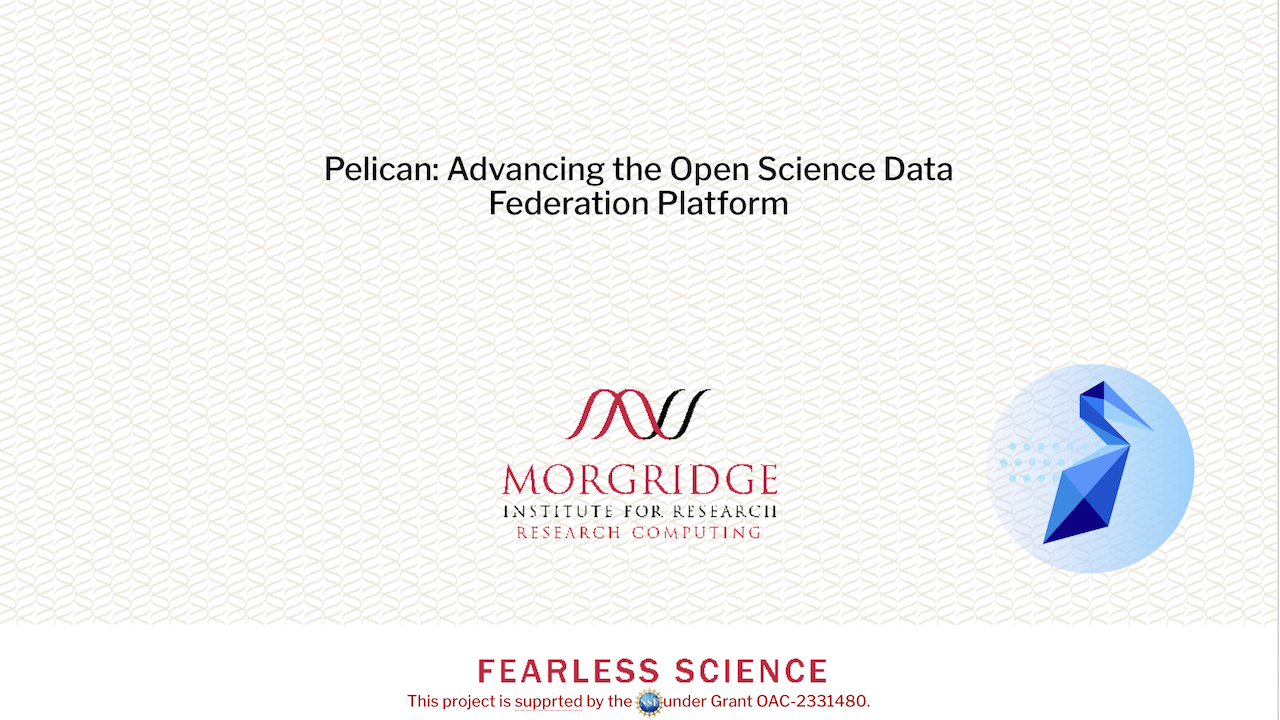 Pelican: Advancing the Open Science Data
Federation Platform
MORGRIDGE
INSTITUTE FOR RESEARCH
RESEARCH COMPUTING
FEARLESS SCIENCE
This project is supprted by the NSF under Grant OAC-2331480.